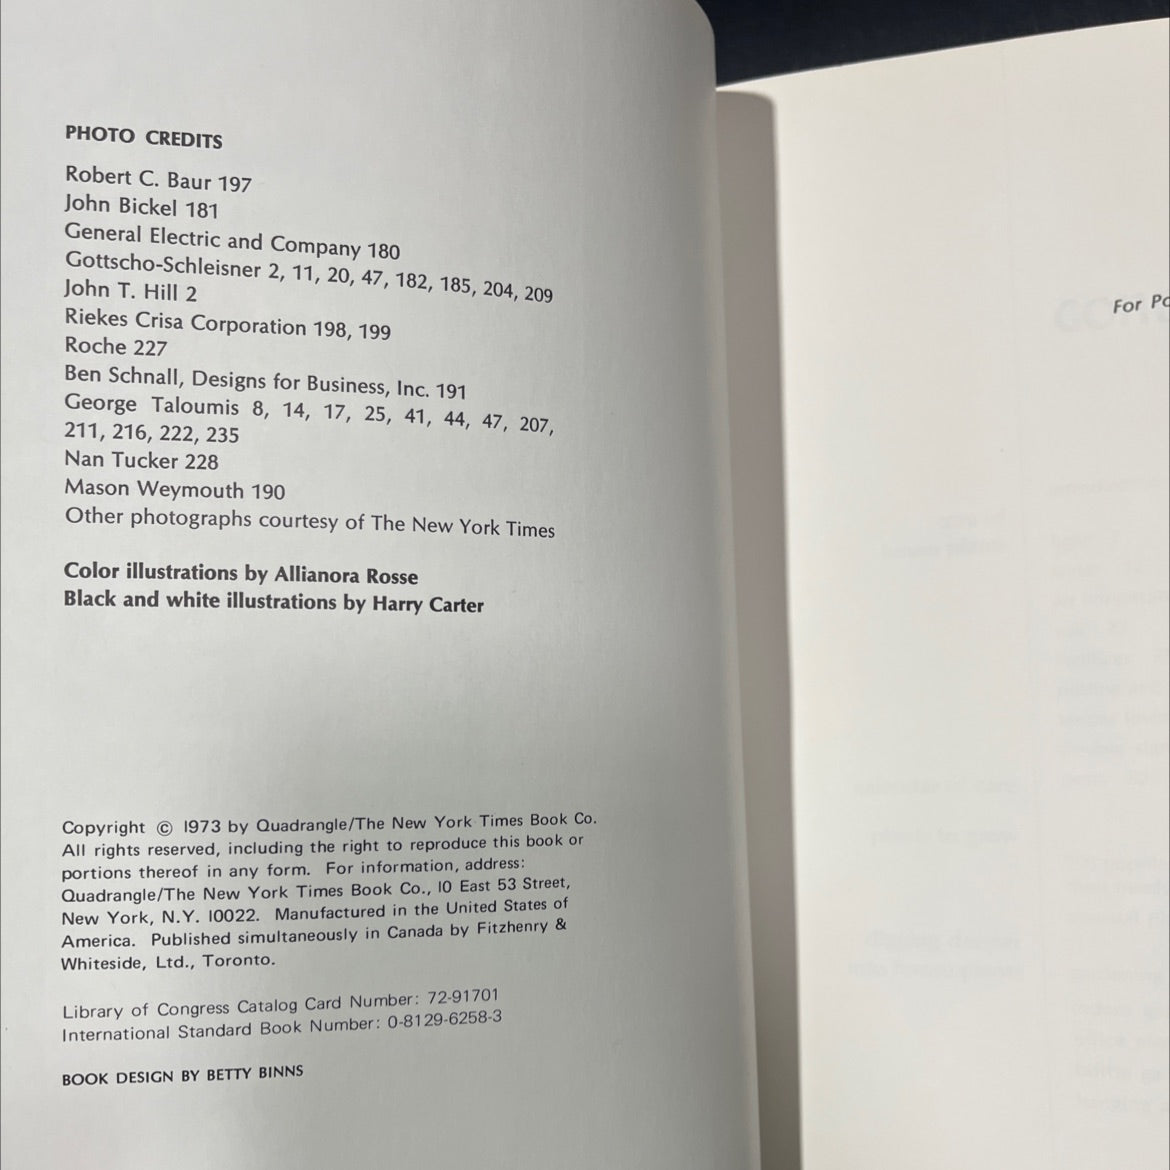 PHOTO CREDITS
Robert C. Baur 197
John Bickel 181
General Electric and Company 180
Gottscho-Schleisner 2, 11, 20, 47, 182, 185, 204, 209
John T. Hill 2
Riekes Crisa Corporation 198, 199
Roche 227
Ben Schnall, Designs for Business, Inc. 191
George Taloumis 8, 14, 17, 25, 41, 44, 47, 207,
211, 216, 222, 235
Nan Tucker 228
Mason Weymouth 190
Other photographs courtesy of The New York Times
Color illustrations by Allianora Rosse
Black and white illustrations by Harry Carter
Copyright © 1973 by Quadrangle/The New York Times Book Co.
All rights reserved, including the right to reproduce this book or
portions thereof in any form. For information, address:
Quadrangle/The New York Times Book Co., 10 East 53 Street,
New York, N.Y. 10022. Manufactured in the United States of
America. Published simultaneously in Canada by Fitzhenry &
Whiteside, Ltd., Toronto.
Library of Congress Catalog Card Number: 72-91701
International Standard Book Number: 0-8129-6258-3
BOOK DESIGN BY BETTY BINNS
For